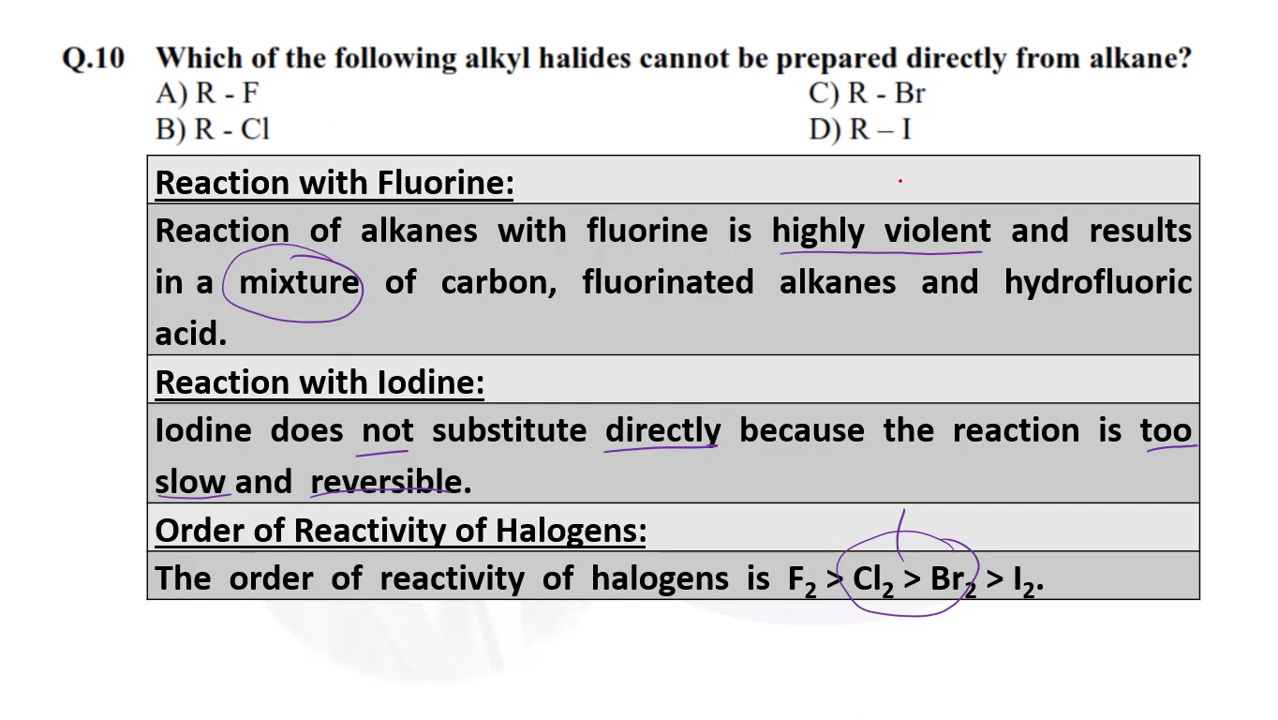 Q.10 Which of the following alkyl halides cannot be prepared directly from alkane?
A) R - F C) R - Br
B) R - Cl D) R – I
Reaction with Fluorine:
Reaction of alkanes with fluorine is highly violent and results
in a mixture of carbon, fluorinated alkanes and hydrofluoric
acid.
Reaction with Iodine:
Iodine does not substitute directly because the reaction is too
slow and reversible.
Order of Reactivity of Halogens:
The order of reactivity of halogens is F₂ > Cl₂ > Br₂ > I₂.